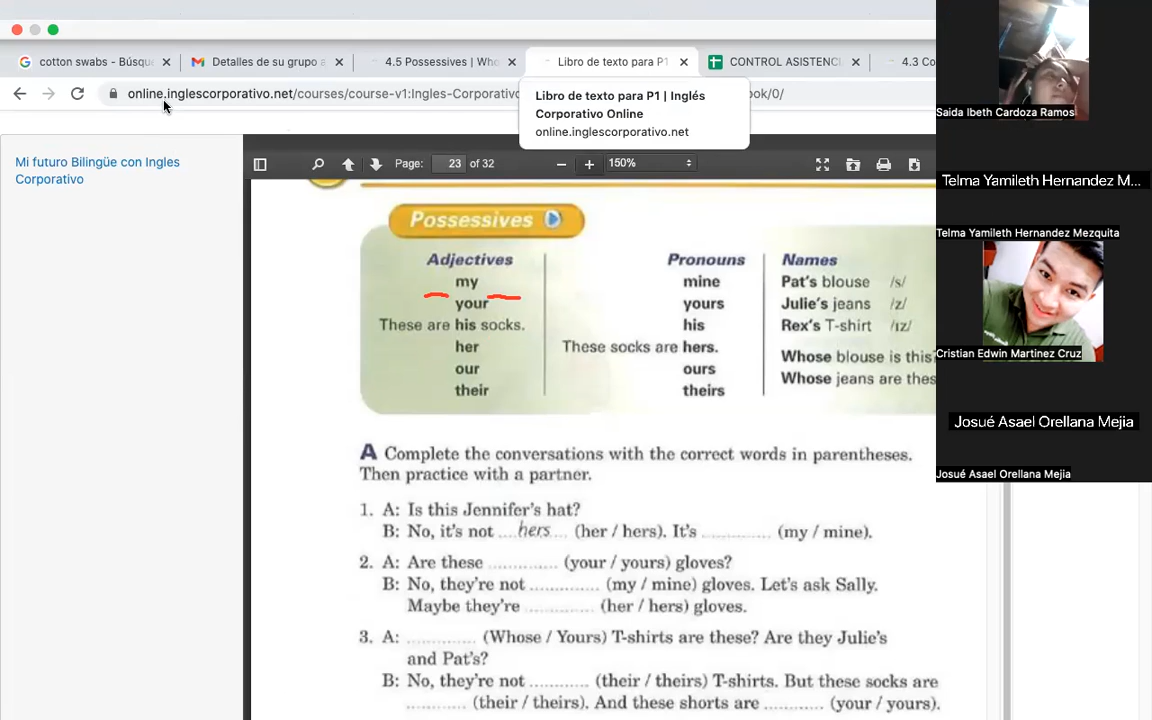 cotton swabs - Búsqu
Detalles de su grupo
4.5 Possessives | Who
Libro de texto para P1
CONTROL ASISTENCI
4.3 Co
online.inglescorporativo.net/courses/course-v1:Ingles-Corporativo
ook/0/
Libro de texto para P1 | Inglés
Corporativo Online
online.inglescorporativo.net
Mi futuro Bilingüe con Ingles
Corporativo
Page: 23 of 32
150%
Possessives
Adjectives
my
your
These are his socks.
her
our
their
Pronouns
mine
yours
his
These socks are hers.
ours
theirs
Names
Pat's blouse /s/
Julie's jeans /z/
Rex's T-shirt /ɪz/
Whose blouse is this?
Whose jeans are thes
A Complete the conversations with the correct words in parentheses.
Then practice with a partner.
1. A: Is this Jennifer's hat?
B: No, it's not ....hers.... (her / hers). It's .............. (my / mine).
2. A: Are these .............. (your / yours) gloves?
B: No, they're not .............. (my / mine) gloves. Let's ask Sally.
Maybe they're .............. (her / hers) gloves.
3. A: .............. (Whose / Yours) T-shirts are these? Are they Julie's
and Pat's?
B: No, they're not .............. (their / theirs) T-shirts. But these socks are
.............. (their / theirs). And these shorts are .............. (your / yours).
Saida Ibeth Cardoza Ramos
Telma Yamileth Hernandez M...
Telma Yamileth Hernandez Mezquita
Cristian Edwin Martinez Cruz
Josué Asael Orellana Mejia
Josué Asael Orellana Mejia